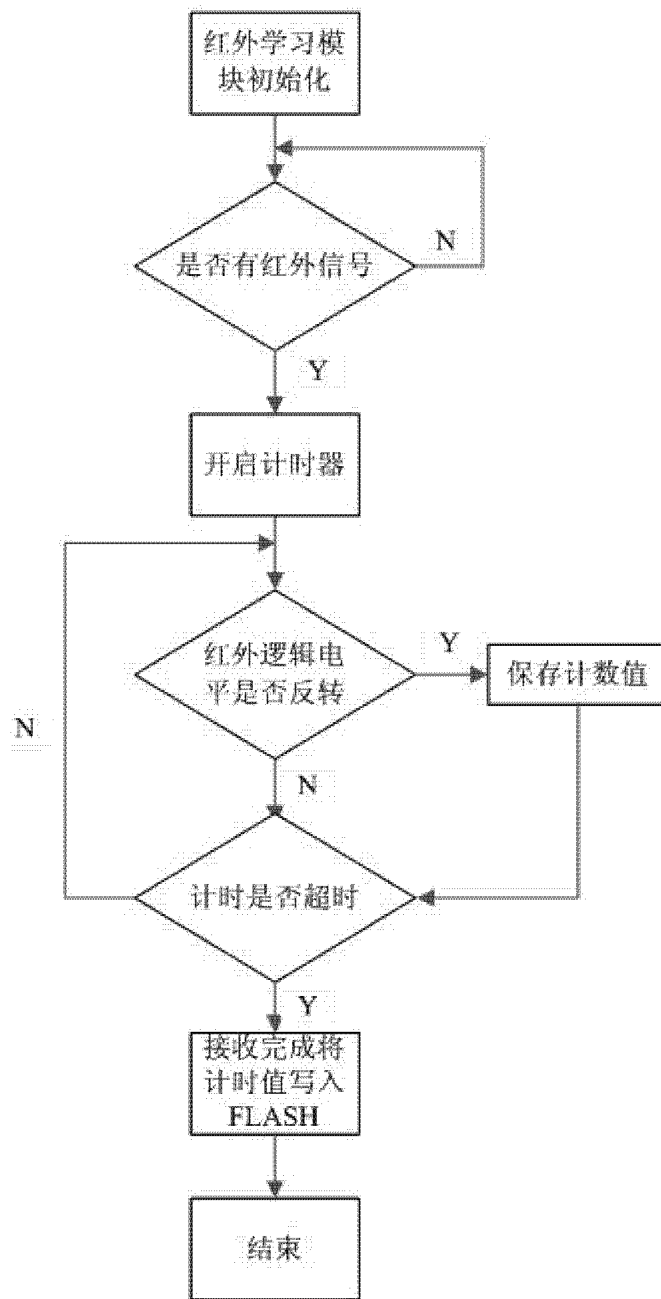 红外学习模
块初始化
是否有红外信号
N
Y
开启计时器
红外逻辑电
平是否反转
Y
保存计数值
N
N
计时是否超时
Y
接收完成将
计时值写入
FLASH
结束